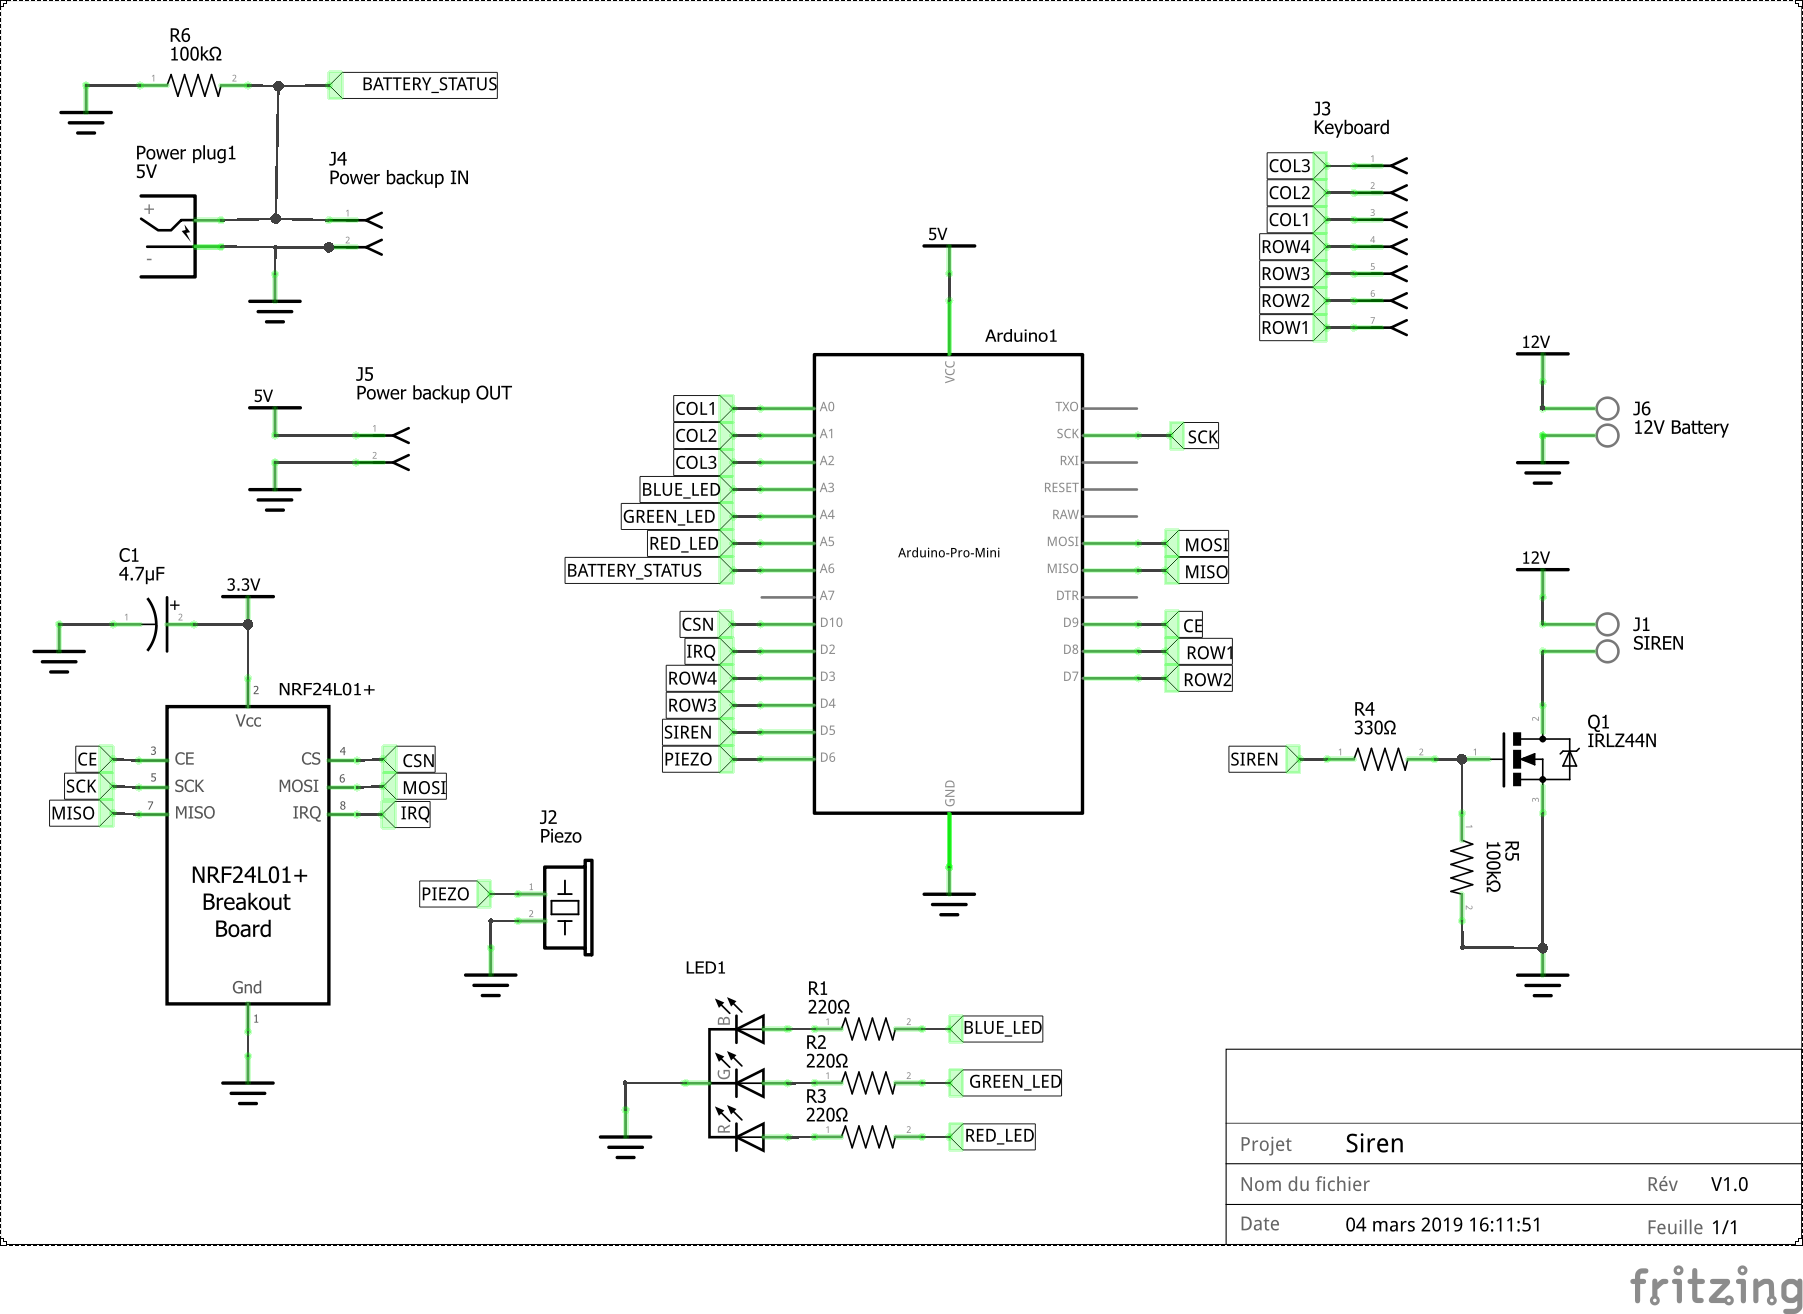 R6
100kΩ
1
2
BATTERY_STATUS
Power plug1
5V
+
-
J4
Power backup IN
1
2
J5
Power backup OUT
5V
1
2
C1
4.7µF
3.3V
1
+
2
NRF24L01+
2
Vcc
CE 3 CE CS 4 CSN
SCK 5 SCK MOSI 6 MOSI
MISO 7 MISO IRQ 8 IRQ
NRF24L01+
Breakout
Board
Gnd
1
J2
Piezo
PIEZO
1
2
5V
Arduino1
VCC
COL1 A0 TXO
COL2 A1 SCK SCK
COL3 A2 RXI
BLUE_LED A3 RESET
GREEN_LED A4 RAW
RED_LED A5 MOSI MOSI
BATTERY_STATUS A6 MISO MISO
A7 DTR
CSN D10 D9 CE
IRQ D2 D8 ROW1
ROW4 D3 D7 ROW2
ROW3 D4
SIREN D5
PIEZO D6
Arduino-Pro-Mini
GND
LED1
R1
220Ω
B 1 2 BLUE_LED
R2
220Ω
G 1 2 GREEN_LED
R3
220Ω
R 1 2 RED_LED
J3
Keyboard
COL3 1
COL2 2
COL1 3
ROW4 4
ROW3 5
ROW2 6
ROW1 7
12V
J6
12V Battery
12V
J1
SIREN
R4
330Ω
SIREN 1 2
1
2
3
Q1
IRLZ44N
1
R5
100kΩ
2
Projet Siren
Nom du fichier Rév V1.0
Date 04 mars 2019 16:11:51 Feuille 1/1
fritzing